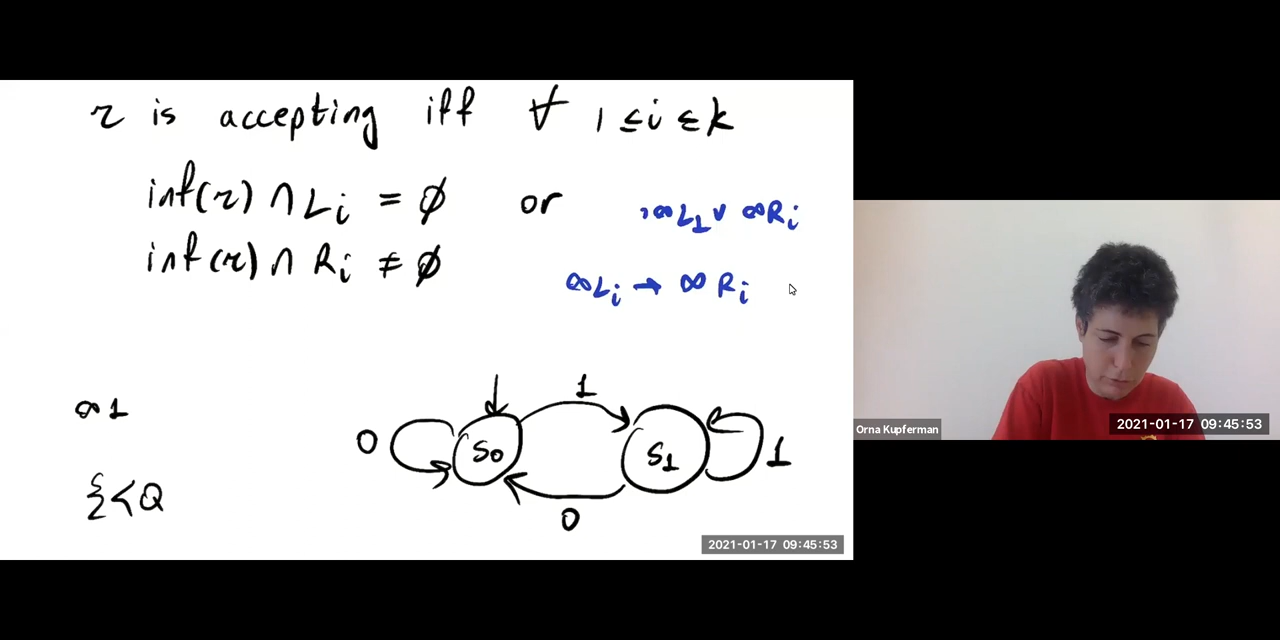 r is accepting iff ∀ 1 ≤ i ≤ k
inf(r) ∩ Li = ∅ or
¬∞L1 ∨ ∞Ri
inf(r) ∩ Ri ≠ ∅
∞Li → ∞Ri
∞1
1
0 S0 S1 1
0
{<Q
Orna Kupferman
2021-01-17 09:45:53
2021-01-17 09:45:53